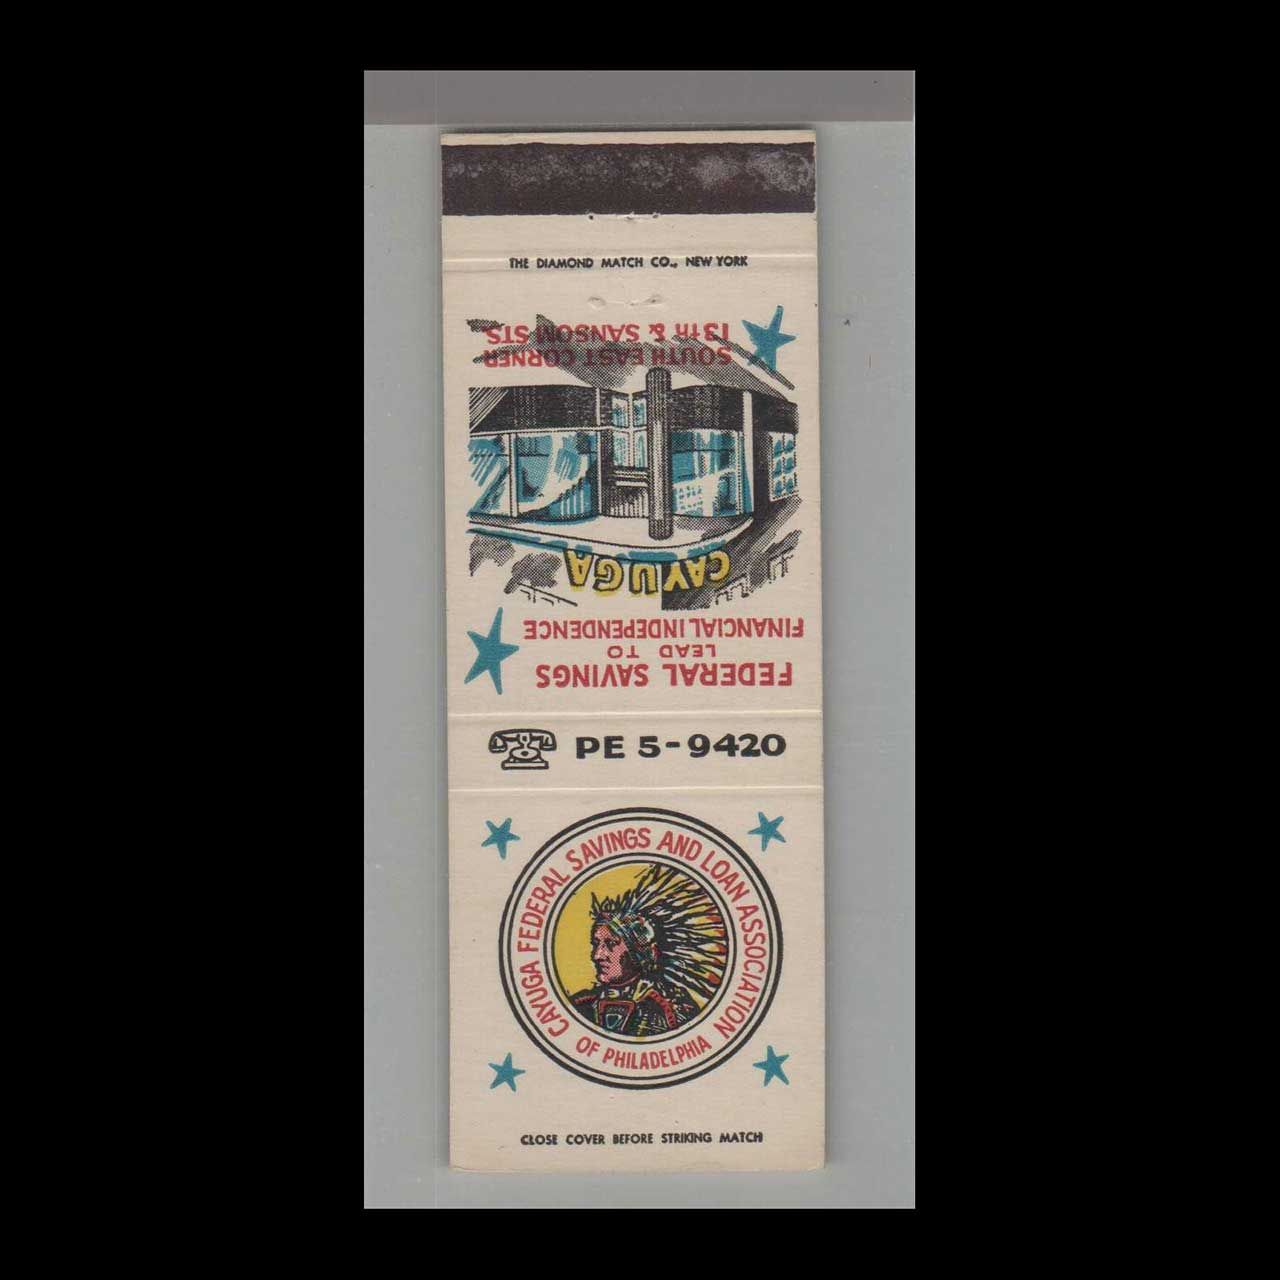 THE DIAMOND MATCH CO., NEW YORK
FEDERAL SAVINGS
LEAD TO
FINANCIAL INDEPENDENCE
CAYUGA
SOUTH EAST CORNER
13TH & SANSOM STS.
PE 5-9420
CAYUGA FEDERAL SAVINGS AND LOAN ASSOCIATION
OF PHILADELPHIA
CLOSE COVER BEFORE STRIKING MATCH